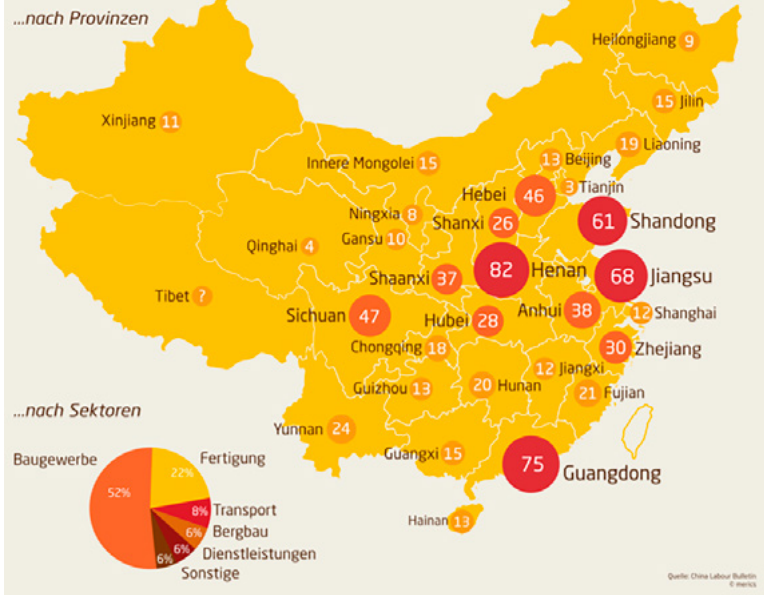 ...nach Provinzen
Heilongjiang 9
15 Jilin
Xinjiang 11
19 Liaoning
Innere Mongolei 15
13 Beijing
3 Tianjin
Hebei 46
Ningxia 8
Shanxi 26
61 Shandong
Gansu 10
Qinghai 4
82 Henan
68 Jiangsu
Shaanxi 37
Tibet ?
Sichuan 47
Hubei 28
Anhui 38
12 Shanghai
Chongqing 18
30 Zhejiang
12 Jiangxi
Guizhou 13
20 Hunan
21 Fujian
...nach Sektoren
Yunnan 24
Guangxi 15
75 Guangdong
Hainan 13
Baugewerbe
52%
Fertigung
22%
8% Transport
6% Bergbau
6% Dienstleistungen
6% Sonstige
Quelle: China Labour Bulletin
© merics